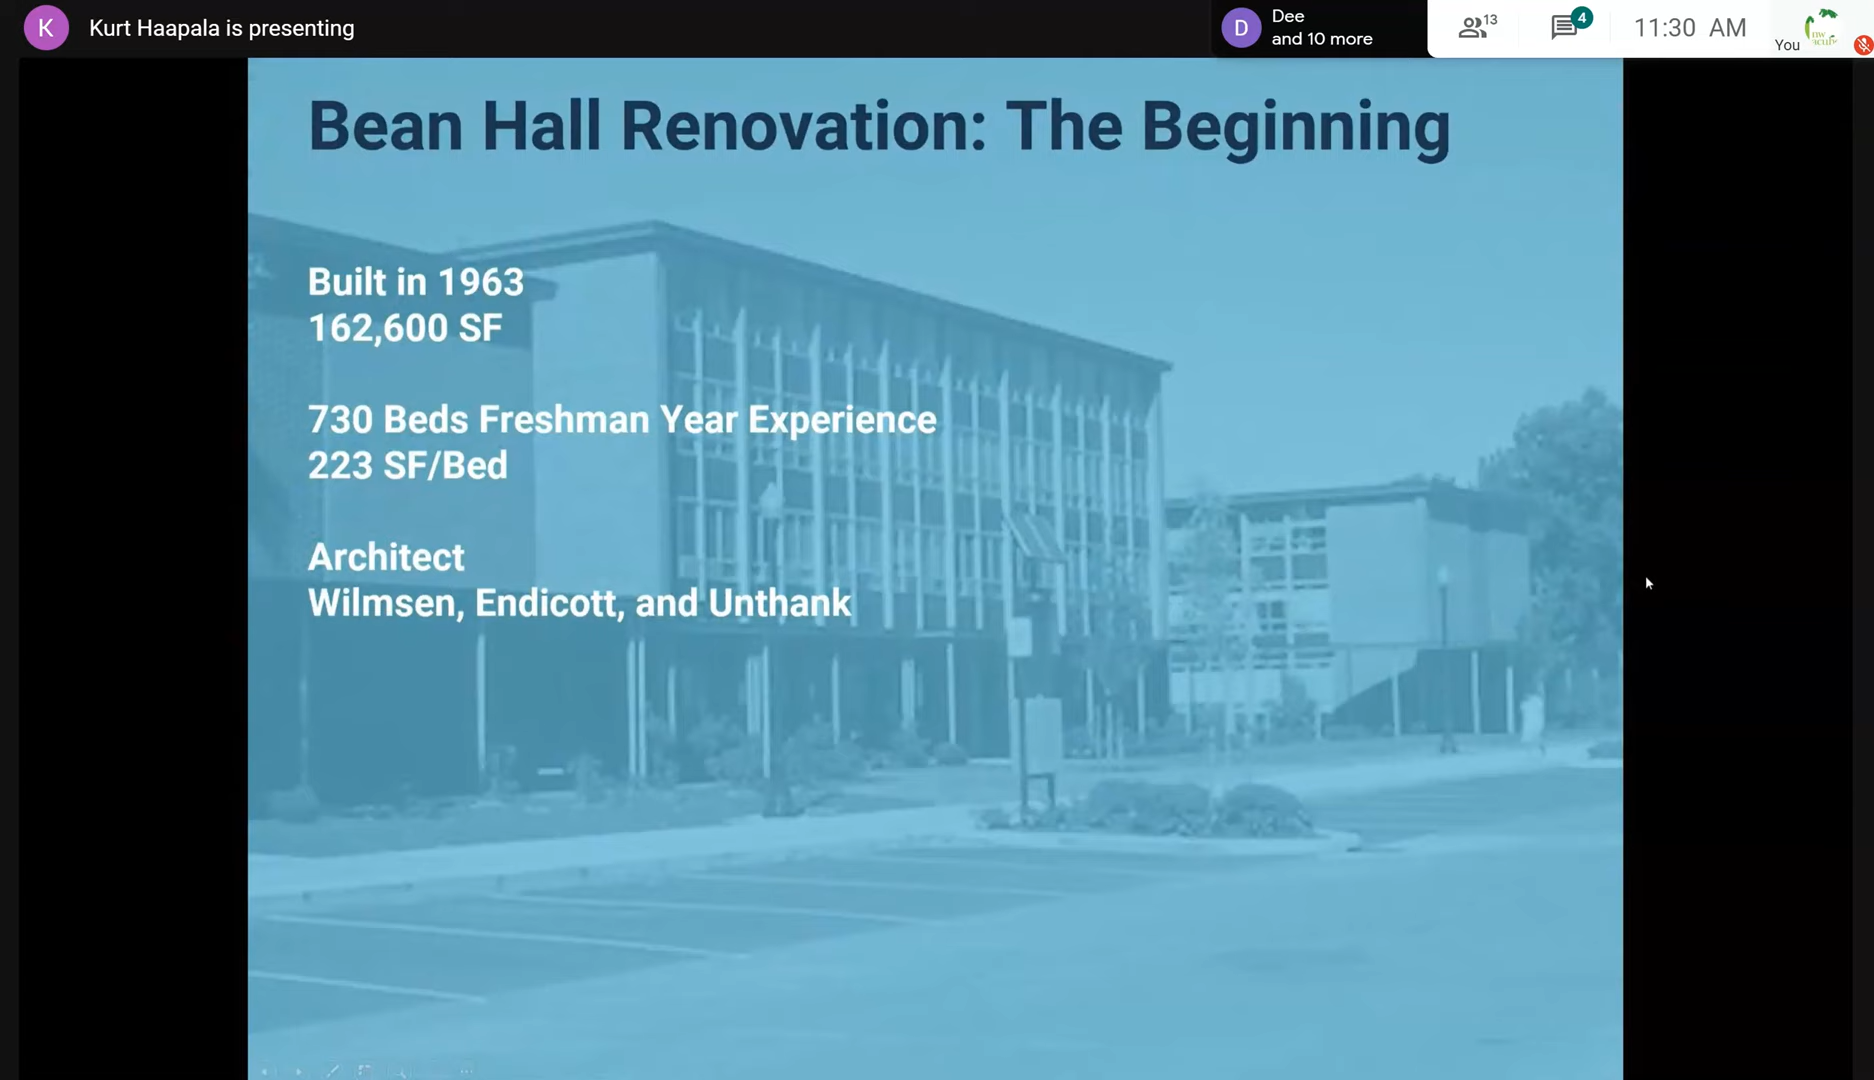 K
Kurt Haapala is presenting
D
Dee
and 10 more
13
4
11:30 AM
You
Bean Hall Renovation: The Beginning
Built in 1963
162,600 SF
730 Beds Freshman Year Experience
223 SF/Bed
Architect
Wilmsen, Endicott, and Unthank